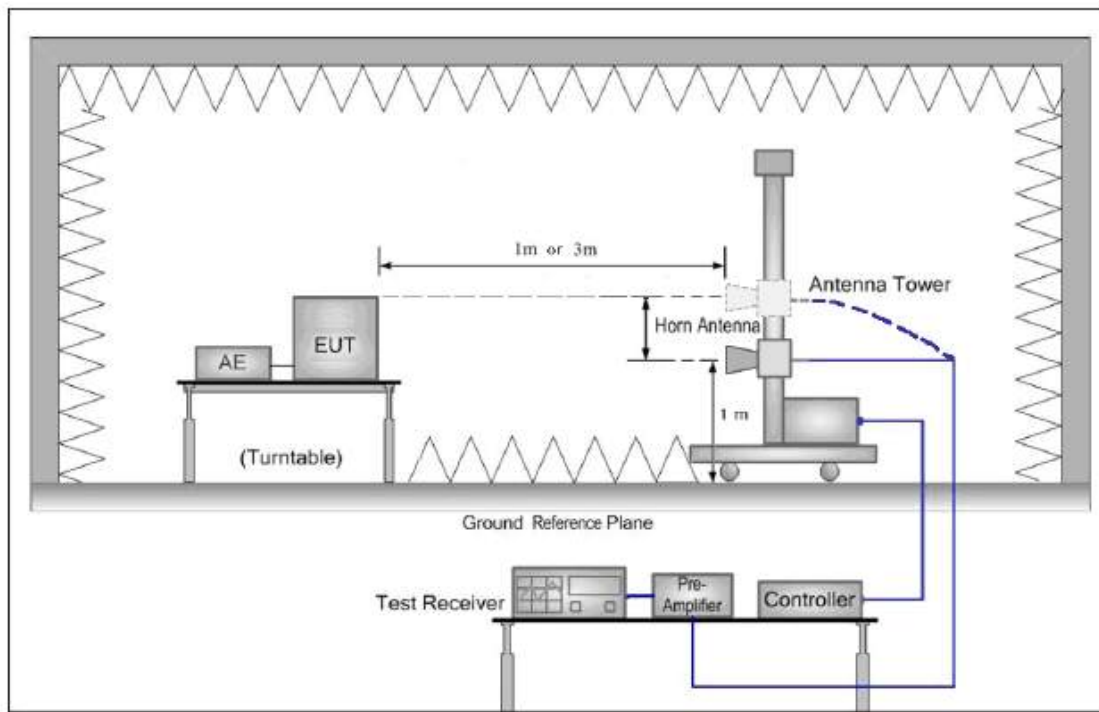 1m or 3m
Antenna Tower
Horn Antenna
EUT
AE
1 m
(Turntable)
Ground Reference Plane
Test Receiver
Pre-
Amplifier
Controller